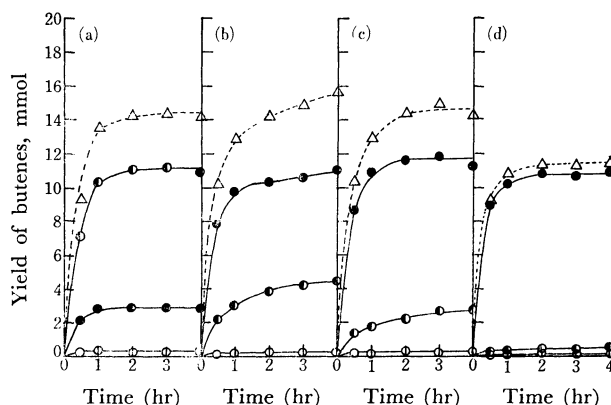 Yield of butenes, mmol
20
18
16
14
12
10
8
6
4
2
0
(a)
(b)
(c)
(d)
0 1 2 3 0 1 2 3 0 1 2 3 0 1 2 3 4
Time (hr) Time (hr) Time (hr) Time (hr)